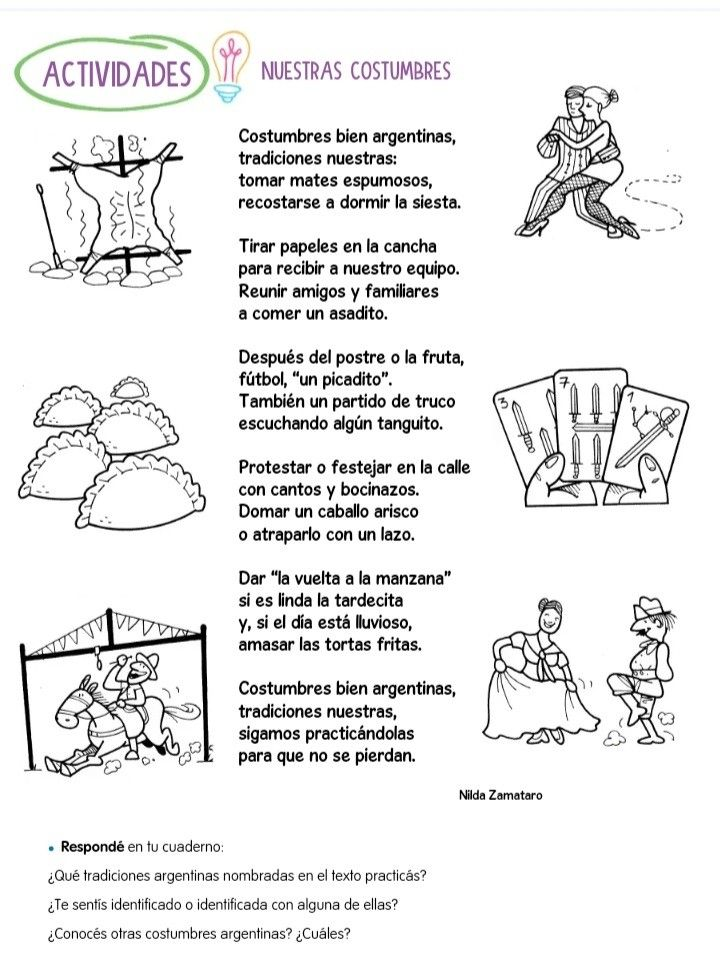 ACTIVIDADES
NUESTRAS COSTUMBRES
Costumbres bien argentinas,
tradiciones nuestras:
tomar mates espumosos,
recostarse a dormir la siesta.
Tirar papeles en la cancha
para recibir a nuestro equipo.
Reunir amigos y familiares
a comer un asadito.
Después del postre o la fruta,
fútbol, "un picadito".
También un partido de truco
escuchando algún tanguito.
Protestar o festejar en la calle
con cantos y bocinazos.
Domar un caballo arisco
o atraparlo con un lazo.
Dar "la vuelta a la manzana"
si es linda la tardecita
y, si el día está lluvioso,
amasar las tortas fritas.
Costumbres bien argentinas,
tradiciones nuestras,
sigamos practicándolas
para que no se pierdan.
Nilda Zamataro
3
7
1
• Respondé en tu cuaderno:
¿Qué tradiciones argentinas nombradas en el texto practicás?
¿Te sentís identificado o identificada con alguna de ellas?
¿Conocés otras costumbres argentinas? ¿Cuáles?